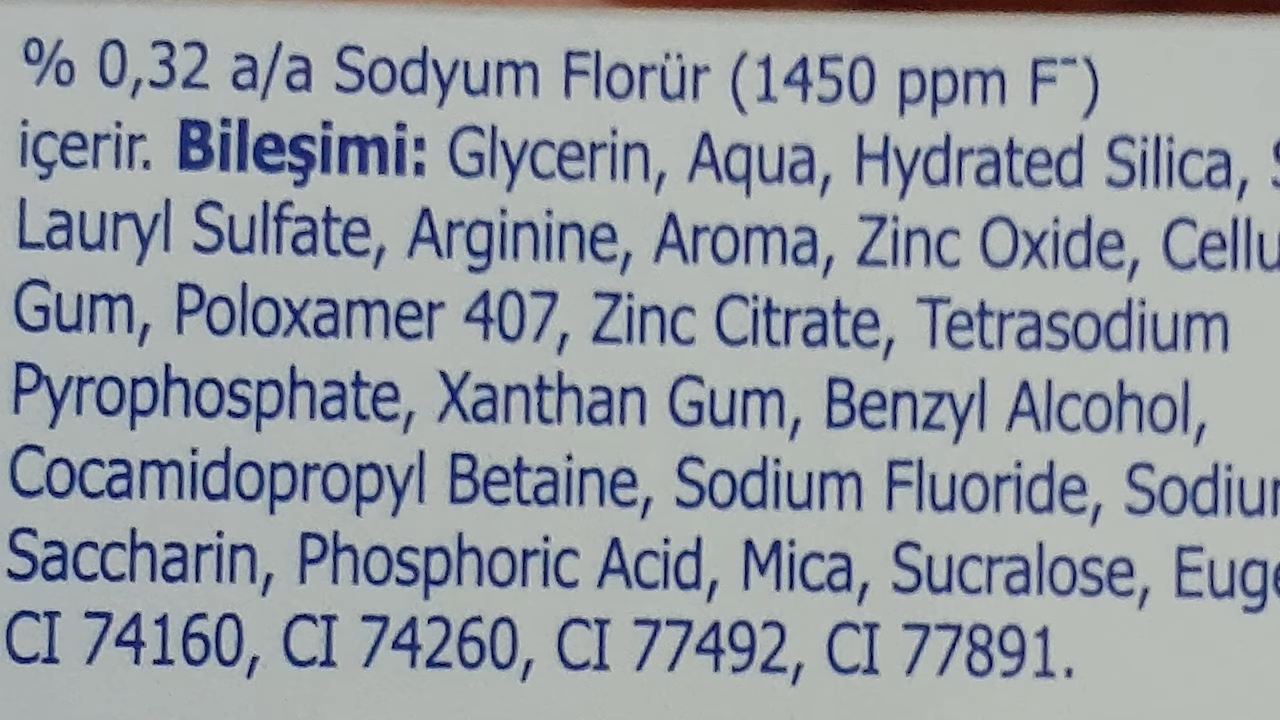 % 0,32 a/a Sodyum Florür (1450 ppm F⁻)
içerir. Bileşimi: Glycerin, Aqua, Hydrated Silica,
Lauryl Sulfate, Arginine, Aroma, Zinc Oxide,
Gum, Poloxamer 407, Zinc Citrate, Tetrasodium
Pyrophosphate, Xanthan Gum, Benzyl Alcohol,
Cocamidopropyl Betaine, Sodium Fluoride,
Saccharin, Phosphoric Acid, Mica, Sucralose,
CI 74160, CI 74260, CI 77492, CI 77891.